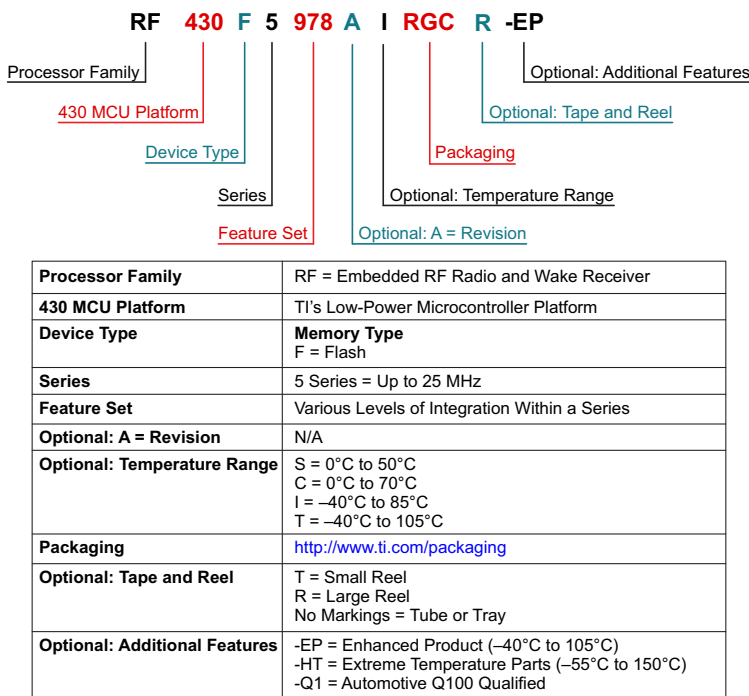 RF 430 F 5 978 A I RGC R -EP
Processor Family
Optional: Additional Features
430 MCU Platform
Optional: Tape and Reel
Device Type
Packaging
Series
Optional: Temperature Range
Feature Set
Optional: A = Revision
Processor Family RF = Embedded RF Radio and Wake Receiver
430 MCU Platform TI's Low-Power Microcontroller Platform
Device Type Memory Type
F = Flash
Series 5 Series = Up to 25 MHz
Feature Set Various Levels of Integration Within a Series
Optional: A = Revision N/A
Optional: Temperature Range S = 0°C to 50°C
C = 0°C to 70°C
I = –40°C to 85°C
T = –40°C to 105°C
Packaging http://www.ti.com/packaging
Optional: Tape and Reel T = Small Reel
R = Large Reel
No Markings = Tube or Tray
Optional: Additional Features -EP = Enhanced Product (–40°C to 105°C)
-HT = Extreme Temperature Parts (–55°C to 150°C)
-Q1 = Automotive Q100 Qualified